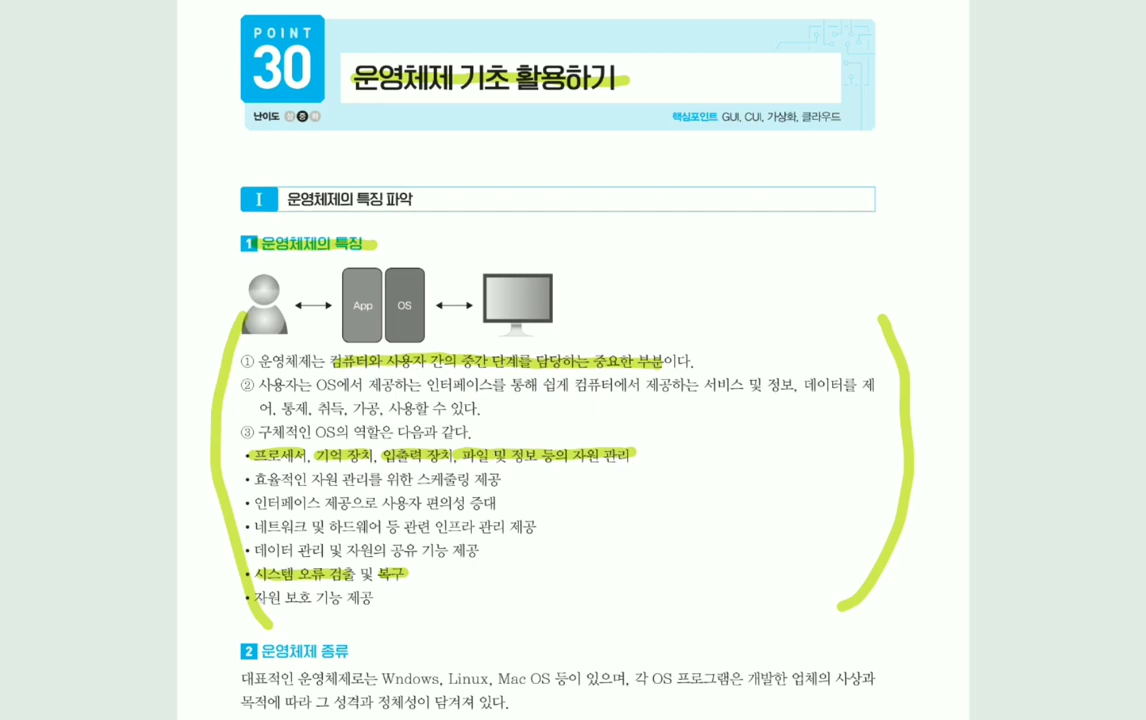 POINT
30
운영체제 기초 활용하기
난이도 상 중 하
핵심포인트 GUI, CUI, 가상화, 클라우드
I 운영체제의 특징 파악
1 운영체제의 특징
App OS
① 운영체제는 컴퓨터와 사용자 간의 중간 단계를 담당하는 중요한 부분이다.
② 사용자는 OS에서 제공하는 인터페이스를 통해 쉽게 컴퓨터에서 제공하는 서비스 및 정보, 데이터를 제
어, 통제, 취득, 가공, 사용할 수 있다.
③ 구체적인 OS의 역할은 다음과 같다.
• 프로세서, 기억 장치, 입출력 장치, 파일 및 정보 등의 자원 관리
• 효율적인 자원 관리를 위한 스케줄링 제공
• 인터페이스 제공으로 사용자 편의성 증대
• 네트워크 및 하드웨어 등 관련 인프라 관리 제공
• 데이터 관리 및 자원의 공유 기능 제공
• 시스템 오류 검출 및 복구
• 자원 보호 기능 제공
2 운영체제 종류
대표적인 운영체제로는 Wndows, Linux, Mac OS 등이 있으며, 각 OS 프로그램은 개발한 업체의 사상과
목적에 따라 그 성격과 정체성이 담겨져 있다.